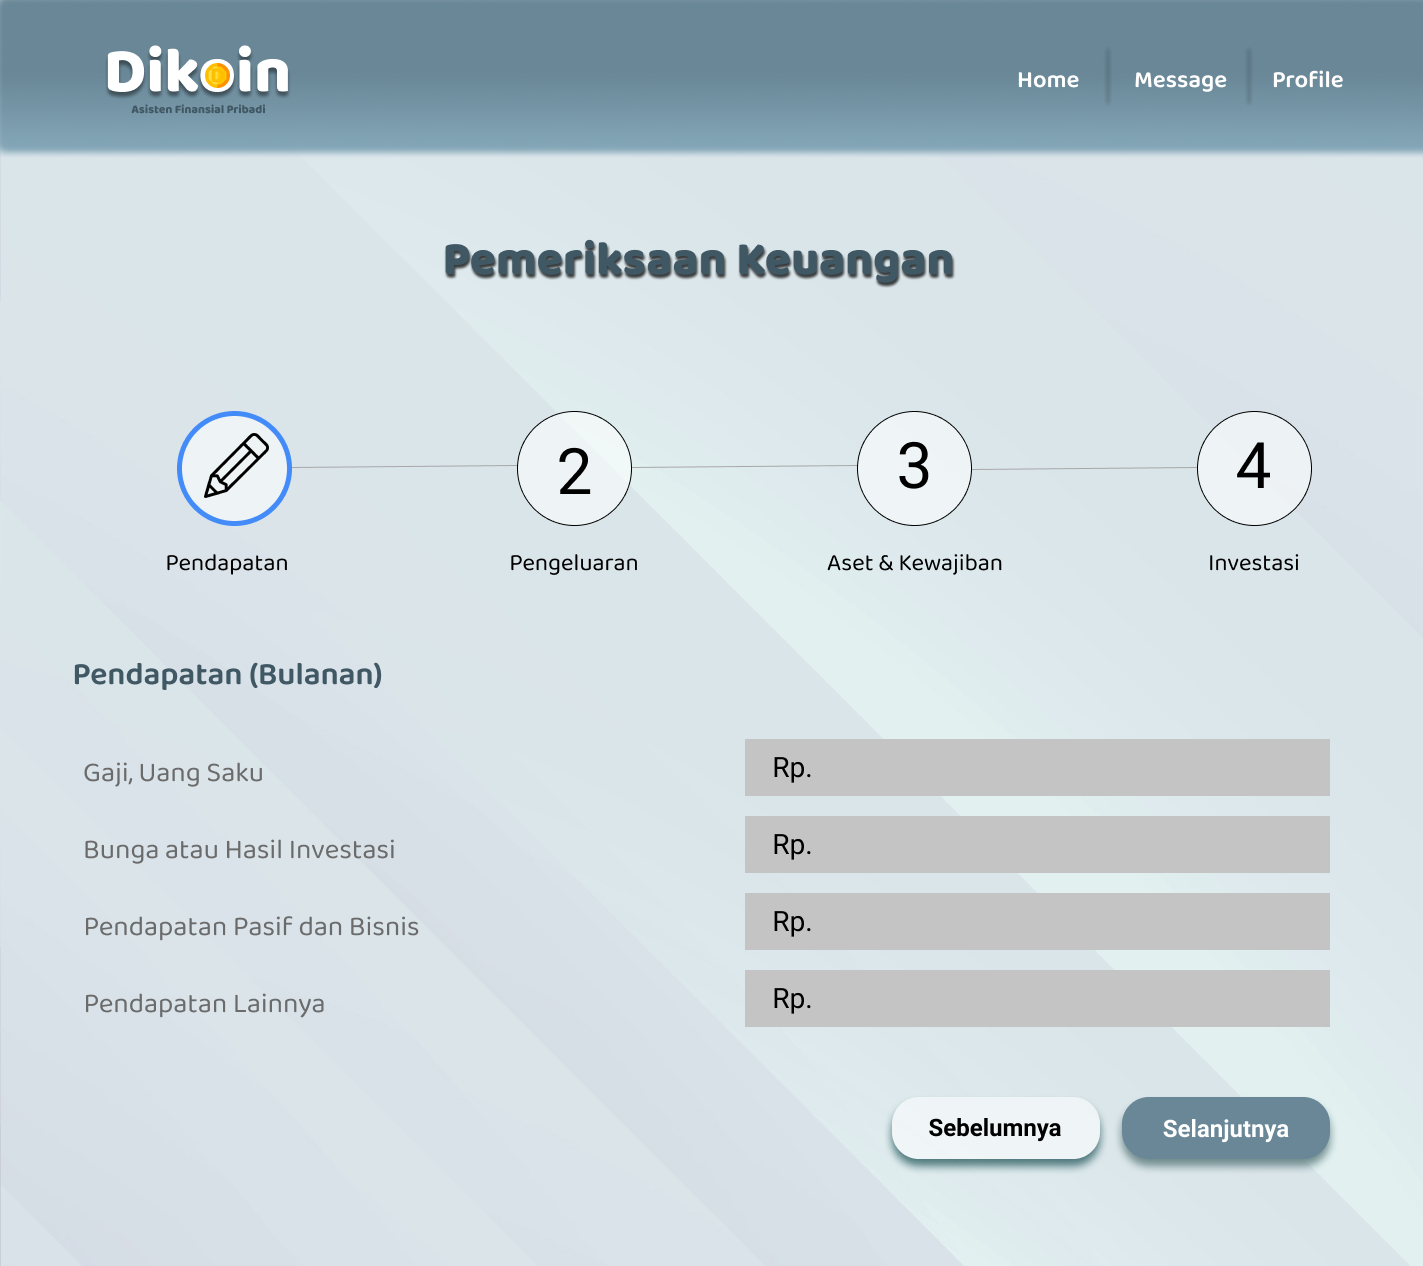 Dikoin
Asisten Finansial Pribadi
Home
Message
Profile
Pemeriksaan Keuangan
2
3
4
Pendapatan
Pengeluaran
Aset & Kewajiban
Investasi
Pendapatan (Bulanan)
Gaji, Uang Saku
Rp.
Bunga atau Hasil Investasi
Rp.
Pendapatan Pasif dan Bisnis
Rp.
Pendapatan Lainnya
Rp.
Sebelumnya
Selanjutnya